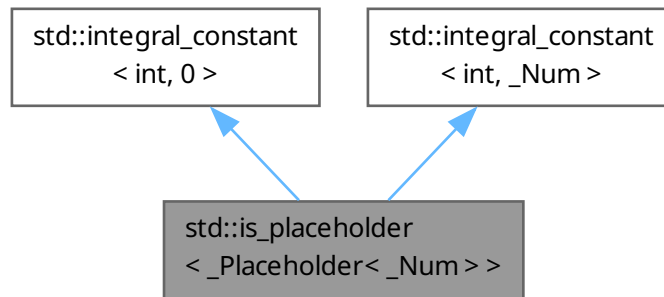 std::integral_constant
< int, 0 >
std::integral_constant
< int, _Num >
std::is_placeholder
< _Placeholder< _Num > >